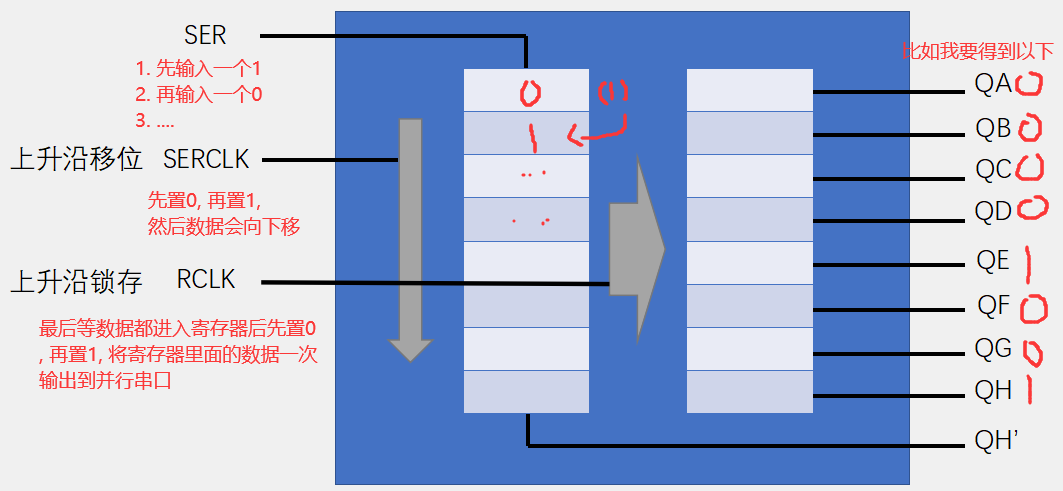 SER
1. 先输入一个1
2. 再输入一个0
3. ....
上升沿移位 SERCLK
先置0, 再置1,
然后数据会向下移
上升沿锁存 RCLK
最后等数据都进入寄存器后先置0
, 再置1, 将寄存器里面的数据一次
输出到并行串口
0 (1)
1
比如我要得到以下
QA 0
QB 0
QC 0
QD 0
QE 1
QF 0
QG 0
QH 1
QH’